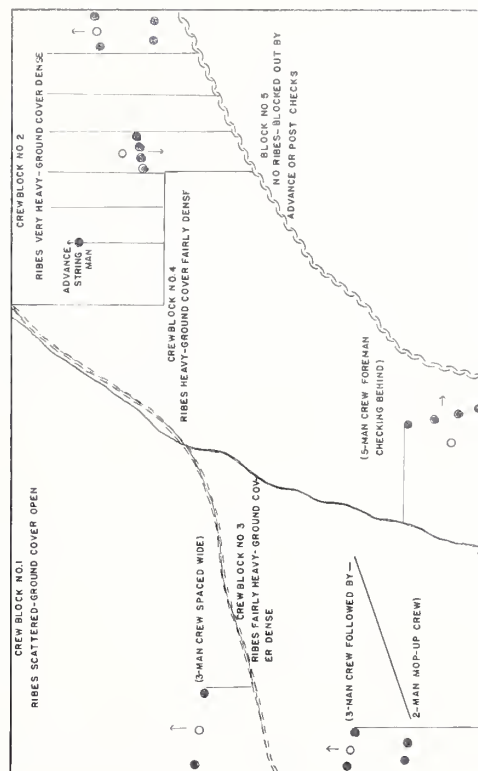 CREW BLOCK NO.1
RIBES SCATTERED-GROUND COVER OPEN
(3-MAN CREW SPACED WIDE)
CREW BLOCK NO 3
RIBES FAIRLY HEAVY-GROUND COV-
ER DENSE
(3-MAN CREW FOLLOWED BY—
2-MAN MOP-UP CREW)
CREW BLOCK NO 2
RIBES VERY HEAVY-GROUND COVER DENSE
ADVANCE
STRING
MAN
CREW BLOCK NO.4
RIBES HEAVY-GROUND COVER FAIRLY DENSE
(5-MAN CREW FOREMAN
CHECKING BEHIND)
BLOCK NO.5
NO RIBES-BLOCKED OUT BY
ADVANCE OR POST CHECKS